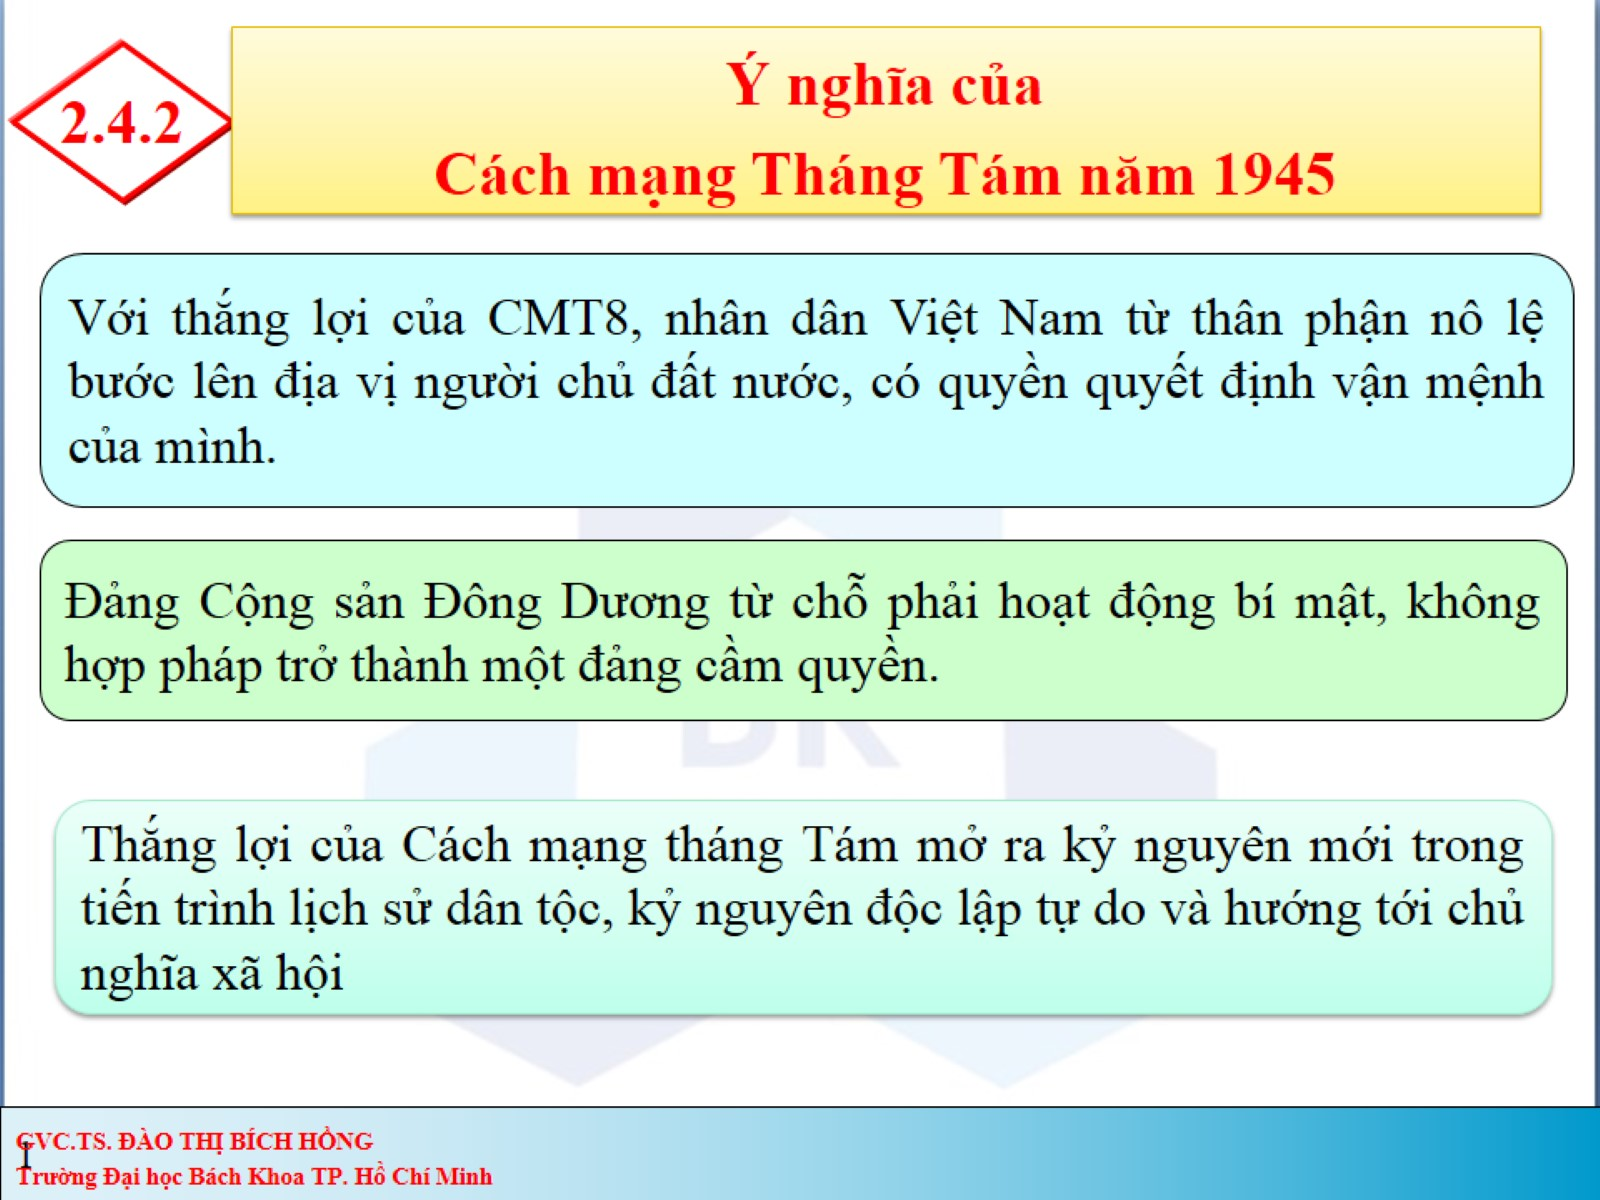 2.4.2
Ý nghĩa của
Cách mạng Tháng Tám năm 1945
Với thắng lợi của CMT8, nhân dân Việt Nam từ thân phận nô lệ
bước lên địa vị người chủ đất nước, có quyền quyết định vận mệnh
của mình.
Đảng Cộng sản Đông Dương từ chỗ phải hoạt động bí mật, không
hợp pháp trở thành một đảng cầm quyền.
BK
Thắng lợi của Cách mạng tháng Tám mở ra kỷ nguyên mới trong
tiến trình lịch sử dân tộc, kỷ nguyên độc lập tự do và hướng tới chủ
nghĩa xã hội
GVC.TS. ĐÀO THỊ BÍCH HỒNG
1
Trường Đại học Bách Khoa TP. Hồ Chí Minh